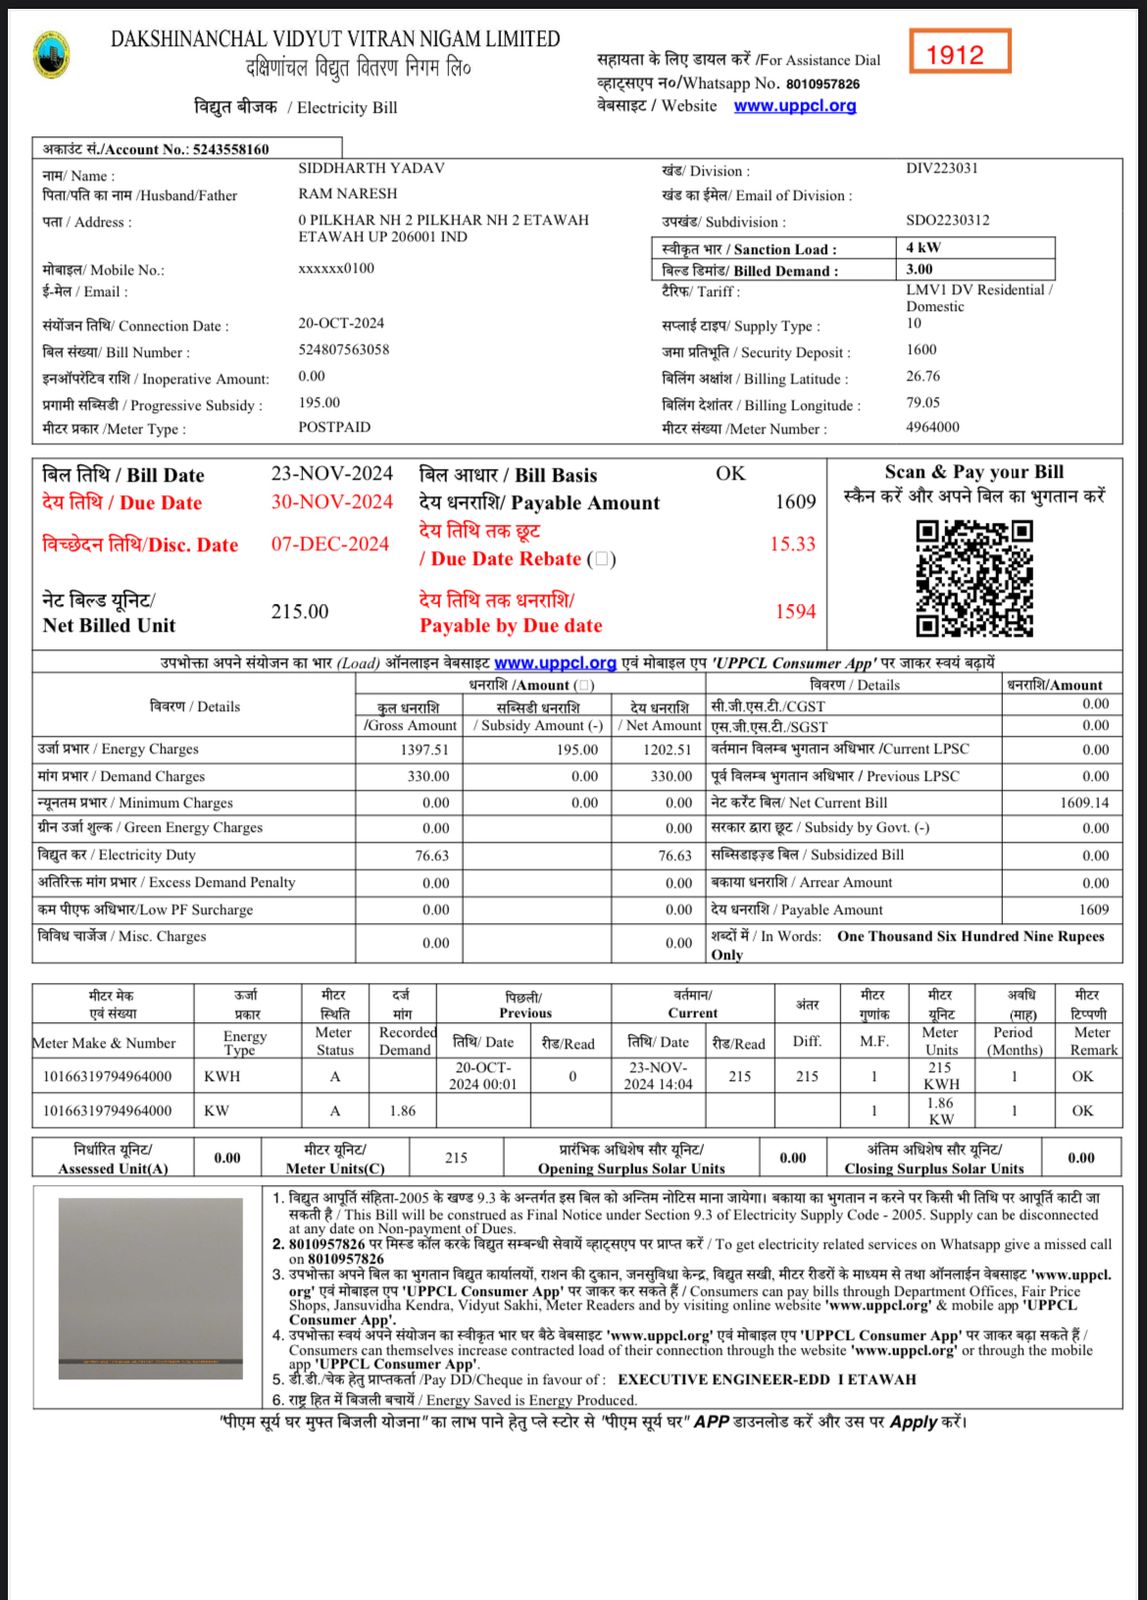 DAKSHINANCHAL VIDYUT VITRAN NIGAM LIMITED
दक्षिणांचल विद्युत वितरण निगम लि०
विद्युत बीजक / Electricity Bill
सहायता के लिए डायल करें /For Assistance Dial
1912
व्हाट्सएप न०/Whatsapp No. 8010957826
वेबसाइट / Website www.uppcl.org
अकाउंट सं./Account No.: 5243558160
नाम/ Name : SIDDHARTH YADAV
पिता/पति का नाम /Husband/Father RAM NARESH
पता / Address : 0 PILKHAR NH 2 PILKHAR NH 2 ETAWAH
ETAWAH UP 206001 IND
मोबाइल/ Mobile No.: xxxxxx0100
ई-मेल / Email :
संयोजन तिथि/ Connection Date : 20-OCT-2024
बिल संख्या/ Bill Number : 524807563058
इनऑपरेटिव राशि / Inoperative Amount: 0.00
प्रगामी सब्सिडी / Progressive Subsidy : 195.00
मीटर प्रकार /Meter Type : POSTPAID
खंड/ Division : DIV223031
खंड का ईमेल/ Email of Division :
उपखंड/ Subdivision : SDO2230312
स्वीकृत भार / Sanction Load : 4 kW
बिल्ड डिमांड/ Billed Demand : 3.00
टैरिफ/ Tariff : LMV1 DV Residential /
Domestic
सप्लाई टाइप/ Supply Type : 10
जमा प्रतिभूति / Security Deposit : 1600
बिलिंग अक्षांश / Billing Latitude : 26.76
बिलिंग देशांतर / Billing Longitude : 79.05
मीटर संख्या /Meter Number : 4964000
बिल तिथि / Bill Date 23-NOV-2024 बिल आधार / Bill Basis OK
देय तिथि / Due Date 30-NOV-2024 देय धनराशि/ Payable Amount 1609
विच्छेदन तिथि/Disc. Date 07-DEC-2024 देय तिथि तक छूट
/ Due Date Rebate (□) 15.33
नेट बिल्ड यूनिट/
Net Billed Unit 215.00 देय तिथि तक धनराशि/
Payable by Due date 1594
Scan & Pay your Bill
स्कैन करें और अपने बिल का भुगतान करें
उपभोक्ता अपने संयोजन का भार (Load) ऑनलाइन वेबसाइट www.uppcl.org एवं मोबाइल एप 'UPPCL Consumer App' पर जाकर स्वयं बढ़ायें
विवरण / Details धनराशि /Amount (□) विवरण / Details धनराशि/Amount
कुल धनराशि सब्सिडी धनराशि देय धनराशि सी.जी.एस.टी./CGST 0.00
/Gross Amount / Subsidy Amount (-) / Net Amount एस.जी.एस.टी./SGST 0.00
उर्जा प्रभार / Energy Charges 1397.51 195.00 1202.51 वर्तमान विलम्ब भुगतान अधिभार /Current LPSC 0.00
मांग प्रभार / Demand Charges 330.00 0.00 330.00 पूर्व विलम्ब भुगतान अधिभार / Previous LPSC 0.00
न्यूनतम प्रभार / Minimum Charges 0.00 0.00 0.00 नेट करेंट बिल/ Net Current Bill 1609.14
ग्रीन उर्जा शुल्क / Green Energy Charges 0.00 0.00 सरकार द्वारा छूट / Subsidy by Govt. (-) 0.00
विद्युत कर / Electricity Duty 76.63 76.63 सब्सिडाइज़्ड बिल / Subsidized Bill 0.00
अतिरिक्त मांग प्रभार / Excess Demand Penalty 0.00 0.00 बकाया धनराशि / Arrear Amount 0.00
कम पीएफ अधिभार/Low PF Surcharge 0.00 0.00 देय धनराशि / Payable Amount 1609
विविध चार्जेज / Misc. Charges 0.00 0.00 शब्दों में / In Words: One Thousand Six Hundred Nine Rupees
Only
मीटर मेक ऊर्जा मीटर दर्ज पिछली/ वर्तमान/ अंतर मीटर मीटर अवधि मीटर
एवं संख्या प्रकार स्थिति मांग Previous Current गुणांक यूनिट (माह) टिप्पणी
Meter Make & Number Energy Type Meter Status Recorded Demand तिथि/ Date रीड/Read तिथि/ Date रीड/Read Diff. M.F. Meter Units Period (Months) Meter Remark
10166319794964000 KWH A 20-OCT-2024 00:01 0 23-NOV-2024 14:04 215 215 1 215 KWH 1 OK
10166319794964000 KW A 1.86 1 1.86 KW 1 OK
निर्धारित यूनिट/ मीटर यूनिट/ प्रारंभिक अधिशेष सौर यूनिट/ अंतिम अधिशेष सौर यूनिट/
Assessed Unit(A) 0.00 Meter Units(C) 215 Opening Surplus Solar Units 0.00 Closing Surplus Solar Units 0.00
1. विद्युत आपूर्ति संहिता-2005 के खण्ड 9.3 के अन्तर्गत इस बिल को अन्तिम नोटिस माना जायेगा। बकाया का भुगतान न करने पर किसी भी तिथि पर आपूर्ति काटी जा
सकती है / This Bill will be construed as Final Notice under Section 9.3 of Electricity Supply Code - 2005. Supply can be disconnected
at any date on Non-payment of Dues.
2. 8010957826 पर मिस्ड कॉल करके विद्युत सम्बन्धी सेवायें व्हाट्सएप पर प्राप्त करें / To get electricity related services on Whatsapp give a missed call
on 8010957826
3. उपभोक्ता अपने बिल का भुगतान विद्युत कार्यालयों, राशन की दुकान, जनसुविधा केन्द्र, विद्युत सखी, मीटर रीडरों के माध्यम से तथा ऑनलाईन वेबसाइट 'www.uppcl.
org' एवं मोबाइल एप 'UPPCL Consumer App' पर जाकर कर सकते हैं / Consumers can pay bills through Department Offices, Fair Price
Shops, Jansuvidha Kendra, Vidyut Sakhi, Meter Readers and by visiting online website 'www.uppcl.org' & mobile app 'UPPCL
Consumer App'.
4. उपभोक्ता स्वयं अपने संयोजन का स्वीकृत भार घर बैठे वेबसाइट 'www.uppcl.org' एवं मोबाइल एप 'UPPCL Consumer App' पर जाकर बढ़ा सकते हैं /
Consumers can themselves increase contracted load of their connection through the website 'www.uppcl.org' or through the mobile
app 'UPPCL Consumer App'.
5. डी.डी./चेक हेतु प्राप्तकर्ता /Pay DD/Cheque in favour of : EXECUTIVE ENGINEER-EDD I ETAWAH
6. राष्ट्र हित में बिजली बचायें / Energy Saved is Energy Produced.
"पीएम सूर्य घर मुफ्त बिजली योजना" का लाभ पाने हेतु प्ले स्टोर से "पीएम सूर्य घर" APP डाउनलोड करें और उस पर Apply करें।